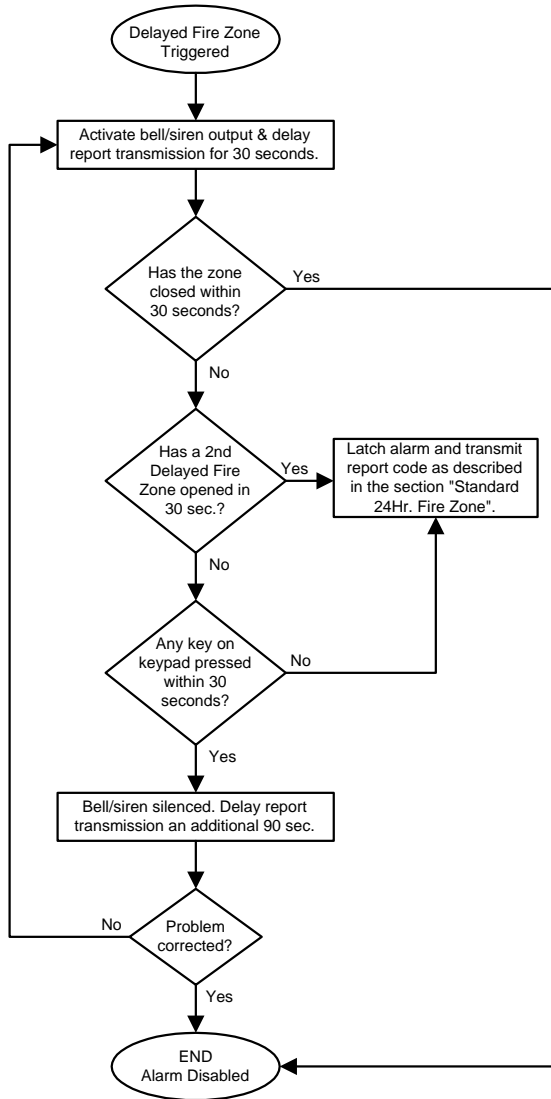 Delayed Fire Zone
Triggered
Activate bell/siren output & delay
report transmission for 30 seconds.
Has the zone
closed within
30 seconds?
Yes
No
Has a 2nd
Delayed Fire
Zone opened in
30 sec.?
Yes
Latch alarm and transmit
report code as described
in the section "Standard
24Hr. Fire Zone".
No
Any key on
keypad pressed
within 30
seconds?
No
Yes
Bell/siren silenced. Delay report
transmission an additional 90 sec.
No
Problem
corrected?
Yes
END
Alarm Disabled